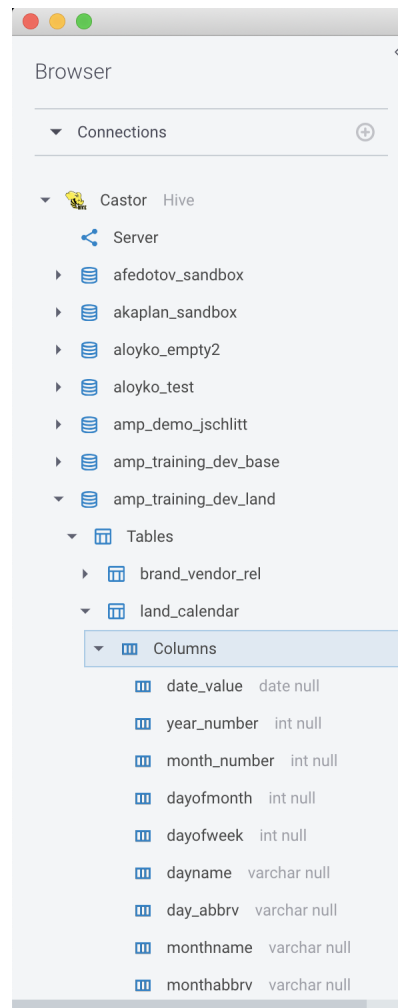 Browser
Connections
Castor Hive
Server
afedotov_sandbox
akaplan_sandbox
aloyko_empty2
aloyko_test
amp_demo_jschlitt
amp_training_dev_base
amp_training_dev_land
Tables
brand_vendor_rel
land_calendar
Columns
date_value date null
year_number int null
month_number int null
dayofmonth int null
dayofweek int null
dayname varchar null
day_abbrv varchar null
monthname varchar null
monthabbrv varchar null